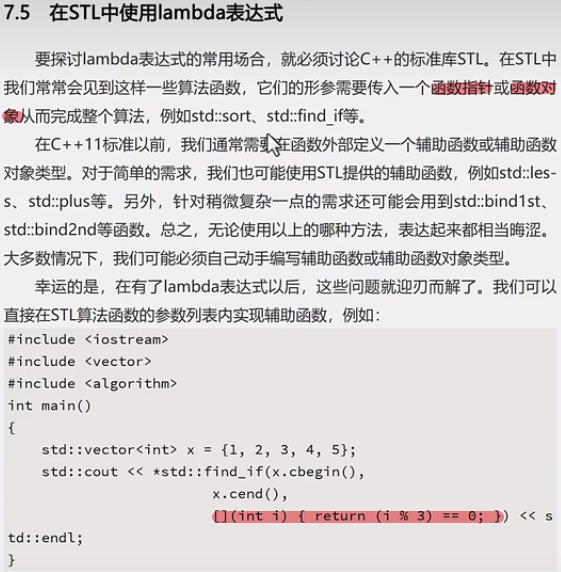 7.5 在STL中使用lambda表达式
要探讨lambda表达式的常用场合，就必须讨论C++的标准库STL。在STL中
我们常常会见到这样一些算法函数，它们的形参需要传入一个函数指针或函数对
象从而完成整个算法，例如std::sort、std::find_if等。
在C++11标准以前，我们通常需要在函数外部定义一个辅助函数或辅助函数
对象类型。对于简单的需求，我们也可能使用STL提供的辅助函数，例如std::les-
s、std::plus等。另外，针对稍微复杂一点的需求还可能会用到std::bind1st、
std::bind2nd等函数。总之，无论使用以上的哪种方法，表达起来都相当晦涩。
大多数情况下，我们可能必须自己动手编写辅助函数或辅助函数对象类型。
幸运的是，在有了lambda表达式以后，这些问题就迎刃而解了。我们可以
直接在STL算法函数的参数列表内实现辅助函数，例如：
#include <iostream>
#include <vector>
#include <algorithm>
int main()
{
    std::vector<int> x = {1, 2, 3, 4, 5};
    std::cout << *std::find_if(x.cbegin(),
                         x.cend(),
                         [](int i) { return (i % 3) == 0; }) << s
td::endl;
}